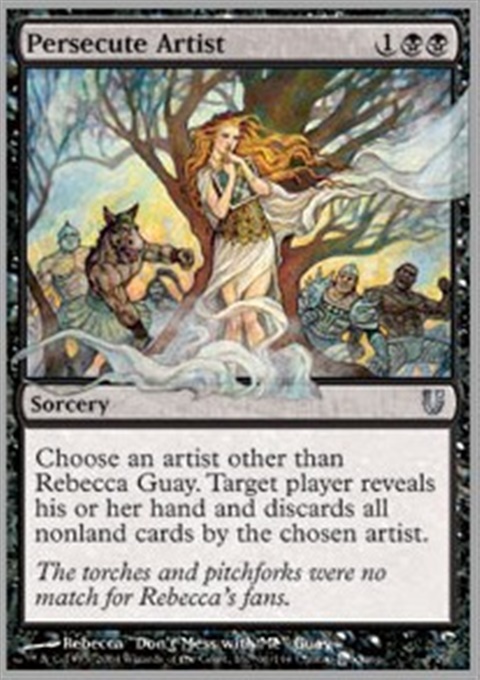 Persecute Artist 1
Sorcery
Choose an artist other than
Rebecca Guay. Target player reveals
his or her hand and discards all
nonland cards by the chosen artist.
The torches and pitchforks were no
match for Rebecca's fans.
Rebecca "Don't Mess with Me" Guay